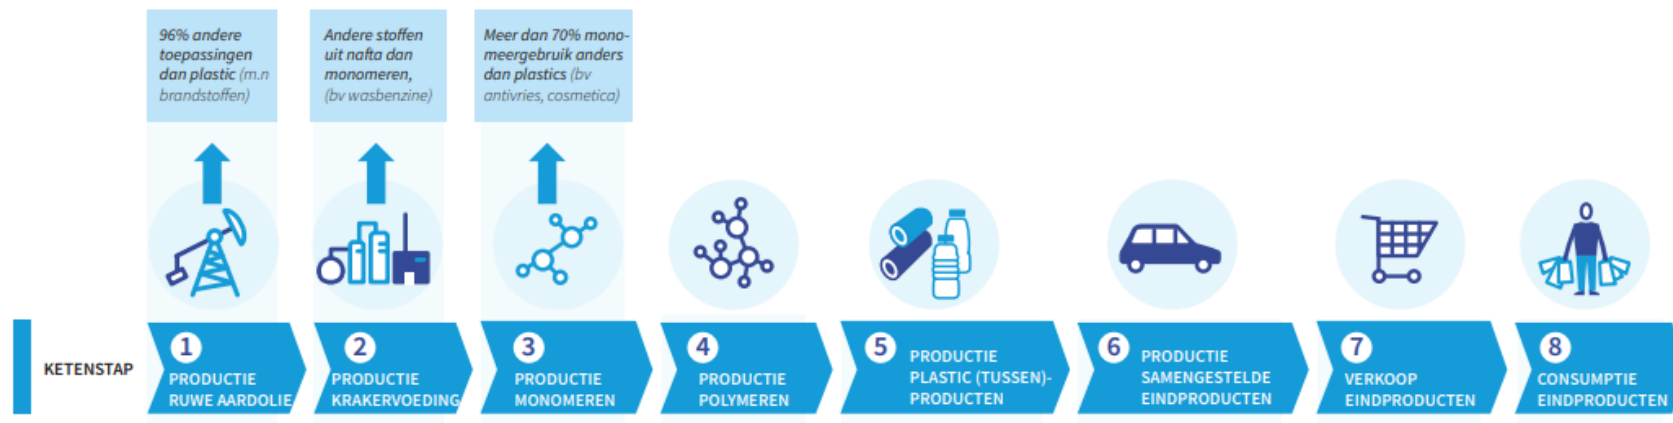 96% andere
toepassingen
dan plastic (m.n
brandstoffen)
Andere stoffen
uit nafta dan
monomeren,
(bv wasbenzine)
Meer dan 70% mono-
meergebruik anders
dan plastics (bv
antivries, cosmetica)
KETENSTAP
1
PRODUCTIE
RUWE AARDOLIE
2
PRODUCTIE
KRAKERVOEDING
3
PRODUCTIE
MONOMEREN
4
PRODUCTIE
POLYMEREN
5
PRODUCTIE
PLASTIC (TUSSEN)-
PRODUCTEN
6
PRODUCTIE
SAMENGESTELDE
EINDPRODUCTEN
7
VERKOOP
EINDPRODUCTEN
8
CONSUMPTIE
EINDPRODUCTEN